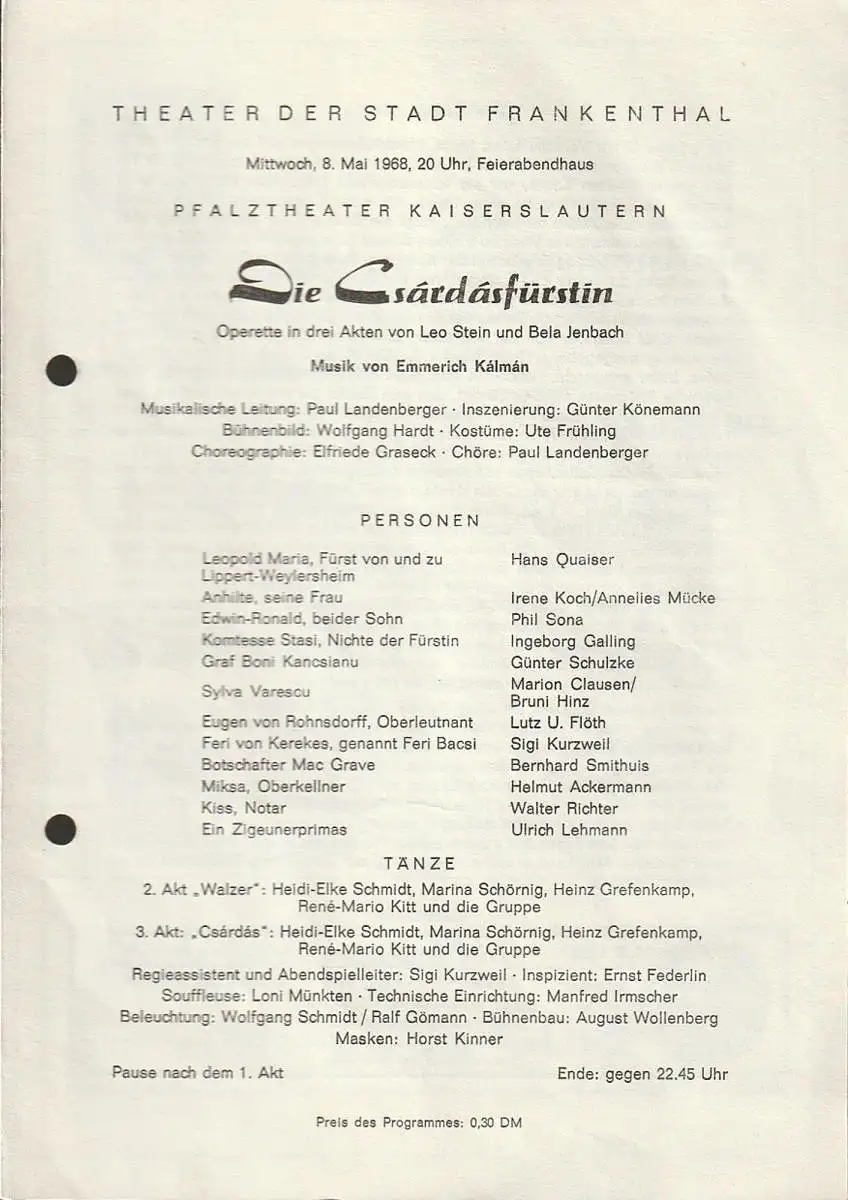 THEATER DER STADT FRANKENTHAL
Mittwoch, 8. Mai 1968, 20 Uhr, Feierabendhaus
PFALZTHEATER KAISERSLAUTERN
Die Csárdásfürstin
Operette in drei Akten von Leo Stein und Bela Jenbach
Musik von Emmerich Kálmán
Musikalische Leitung: Paul Landenberger · Inszenierung: Günter Könemann
Bühnenbild: Wolfgang Hardt · Kostüme: Ute Frühling
Choreographie: Elfriede Graseck · Chöre: Paul Landenberger
PERSONEN
Leopold Maria, Fürst von und zu Hans Quaiser
Lippert-Weylersheim
Anhilte, seine Frau Irene Koch/Annelies Mücke
Edwin-Ronald, beider Sohn Phil Sona
Komtesse Stasi, Nichte der Fürstin Ingeborg Galling
Graf Boni Kancsianu Günter Schulzke
Sylva Varescu Marion Clausen/
Bruni Hinz
Eugen von Rohnsdorff, Oberleutnant Lutz U. Flöth
Feri von Kerekes, genannt Feri Bacsi Sigi Kurzweil
Botschafter Mac Grave Bernhard Smithuis
Miksa, Oberkellner Helmut Ackermann
Kiss, Notar Walter Richter
Ein Zigeunerprimas Ulrich Lehmann
TÄNZE
2. Akt „Walzer": Heidi-Elke Schmidt, Marina Schörnig, Heinz Grefenkamp,
René-Mario Kitt und die Gruppe
3. Akt: „Csárdás": Heidi-Elke Schmidt, Marina Schörnig, Heinz Grefenkamp,
René-Mario Kitt und die Gruppe
Regieassistent und Abendspielleiter: Sigi Kurzweil · Inspizient: Ernst Federlin
Souffleuse: Loni Münkten · Technische Einrichtung: Manfred Irmscher
Beleuchtung: Wolfgang Schmidt / Ralf Gömann · Bühnenbau: August Wollenberg
Masken: Horst Kinner
Pause nach dem 1. Akt Ende: gegen 22.45 Uhr
Preis des Programmes: 0,30 DM